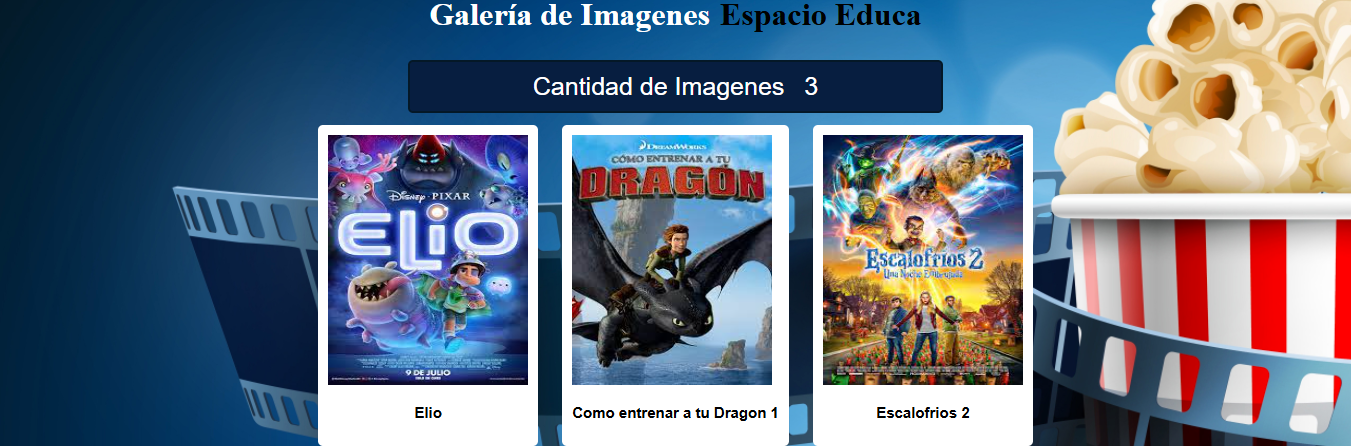 Galería de Imagenes Espacio Educa
Cantidad de Imagenes 3
Disney · PIXAR
ELiO
9 DE JULIO
Elio
DREAMWORKS
CÓMO ENTRENAR A TU
DRAGÓN
Como entrenar a tu Dragon 1
Escalofríos 2
Una Noche Embrujada
Escalofrios 2